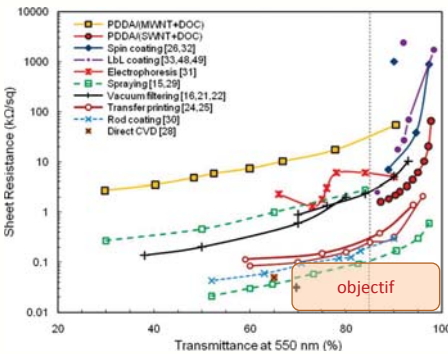 10000
1000
100
10
1
0.1
0.01
Sheet Resistance (kΩ/sq)
PDDA/(MWNT+DOC)
PDDA/(SWNT+DOC)
Spin coating [26,32]
LbL coating [33,48,49]
Electrophoresis [31]
Spraying [15,29]
Vacuum filtering [16,21,22]
Transfer printing [24,25]
Rod coating [30]
Direct CVD [28]
objectif
20 40 60 80 100
Transmittance at 550 nm (%)